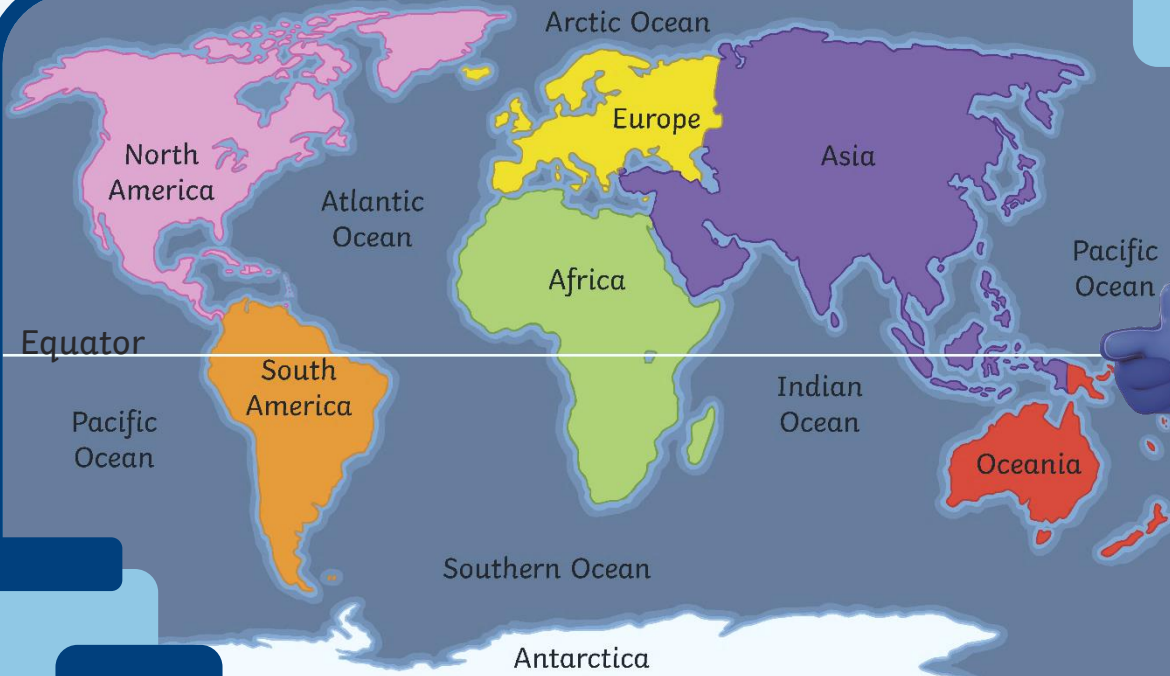 Arctic Ocean
Europe
North
America
Asia
Atlantic
Ocean
Pacific
Ocean
Africa
Equator
South
America
Indian
Ocean
Pacific
Ocean
Oceania
Southern Ocean
Antarctica